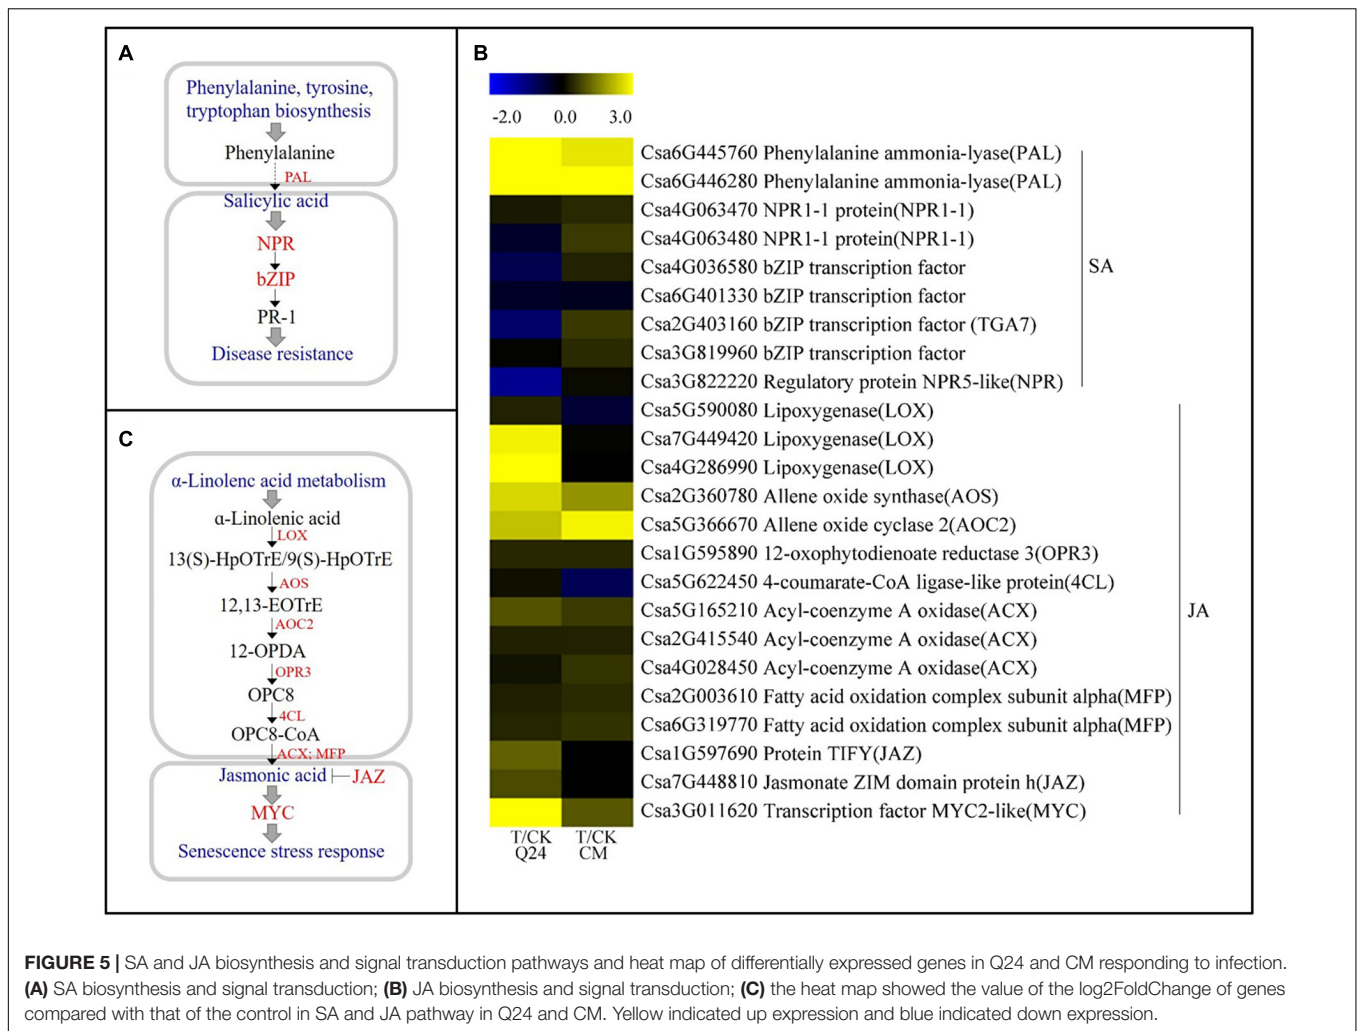 A
Phenylalanine, tyrosine,
tryptophan biosynthesis
Phenylalanine
PAL
Salicylic acid
NPR
bZIP
PR-1
Disease resistance
B
-2.0 0.0 3.0
Csa6G445760 Phenylalanine ammonia-lyase(PAL)
Csa6G446280 Phenylalanine ammonia-lyase(PAL)
Csa4G063470 NPR1-1 protein(NPR1-1)
Csa4G063480 NPR1-1 protein(NPR1-1)
Csa4G036580 bZIP transcription factor
Csa6G401330 bZIP transcription factor
Csa2G403160 bZIP transcription factor (TGA7)
Csa3G819960 bZIP transcription factor
Csa3G822220 Regulatory protein NPR5-like(NPR)
SA
Csa5G590080 Lipoxygenase(LOX)
Csa7G449420 Lipoxygenase(LOX)
Csa4G286990 Lipoxygenase(LOX)
Csa2G360780 Allene oxide synthase(AOS)
Csa5G366670 Allene oxide cyclase 2(AOC2)
Csa1G595890 12-oxophytodienoate reductase 3(OPR3)
Csa5G622450 4-coumarate-CoA ligase-like protein(4CL)
Csa5G165210 Acyl-coenzyme A oxidase(ACX)
Csa2G415540 Acyl-coenzyme A oxidase(ACX)
Csa4G028450 Acyl-coenzyme A oxidase(ACX)
Csa2G003610 Fatty acid oxidation complex subunit alpha(MFP)
Csa6G319770 Fatty acid oxidation complex subunit alpha(MFP)
Csa1G597690 Protein TIFY(JAZ)
Csa7G448810 Jasmonate ZIM domain protein h(JAZ)
Csa3G011620 Transcription factor MYC2-like(MYC)
JA
T/CK T/CK
Q24 CM
C
α-Linolenc acid metabolism
α-Linolenic acid
LOX
13(S)-HpOTrE/9(S)-HpOTrE
AOS
12,13-EOTrE
AOC2
12-OPDA
OPR3
OPC8
4CL
OPC8-CoA
ACX; MFP
Jasmonic acid JAZ
MYC
Senescence stress response
FIGURE 5 | SA and JA biosynthesis and signal transduction pathways and heat map of differentially expressed genes in Q24 and CM responding to infection.
(A) SA biosynthesis and signal transduction; (B) JA biosynthesis and signal transduction; (C) the heat map showed the value of the log2FoldChange of genes
compared with that of the control in SA and JA pathway in Q24 and CM. Yellow indicated up expression and blue indicated down expression.